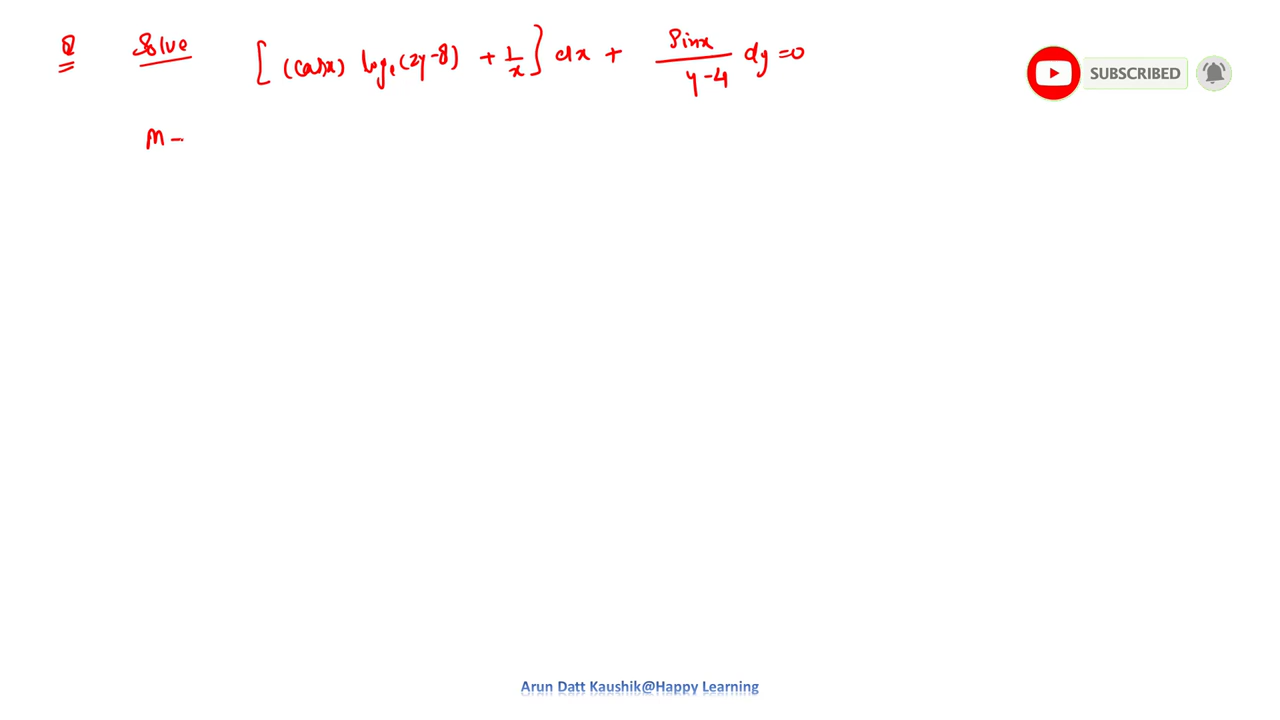 Q Solve [(cosx) logₑ(2y-8) + 1/x] dx + sinx/(y-4) dy = 0
SUBSCRIBED
M -
Arun Datt Kaushik@Happy Learning